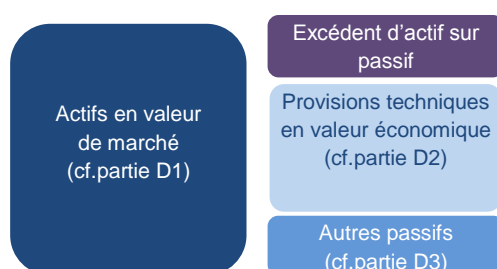 Actifs en valeur
de marché
(cf.partie D1)
Excédent d'actif sur
passif
Provisions techniques
en valeur économique
(cf.partie D2)
Autres passifs
(cf.partie D3)